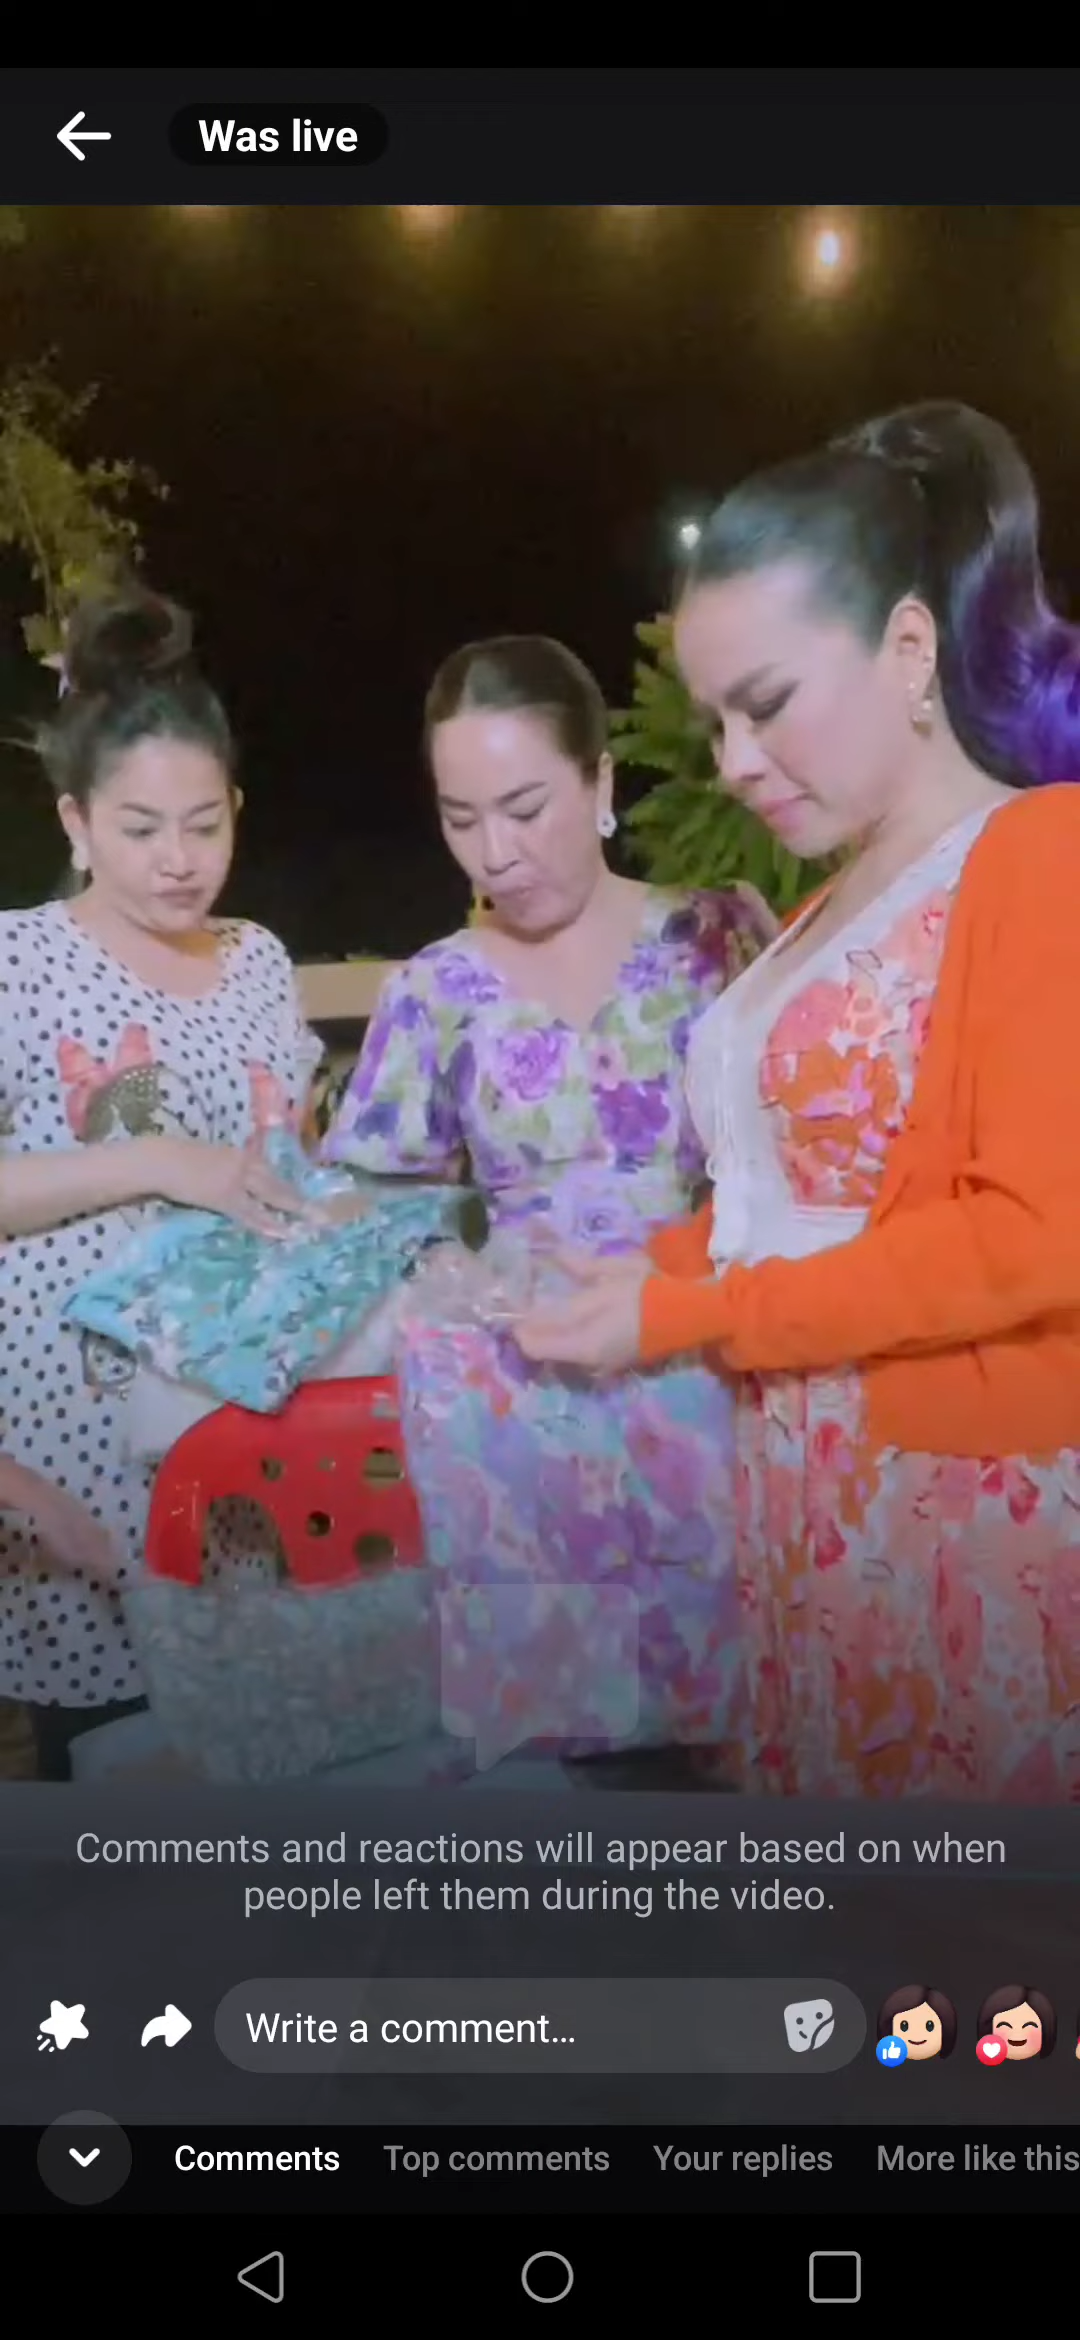 Was live
Comments and reactions will appear based on when
people left them during the video.
Write a comment...
Comments Top comments Your replies More like this